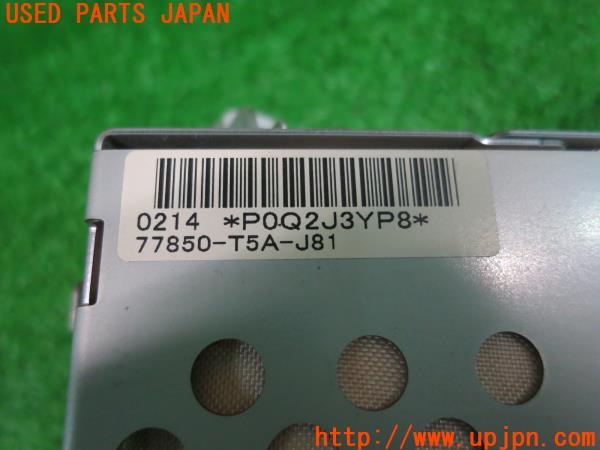 USED PARTS JAPAN
0214 *P0Q2J3YP8*
77850-T5A-J81
http://www.upjpn.com/